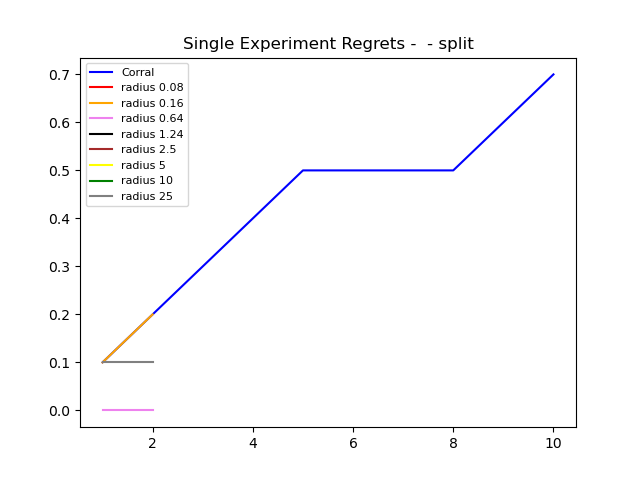 Single Experiment Regrets -  - split
Corral
radius 0.08
radius 0.16
radius 0.64
radius 1.24
radius 2.5
radius 5
radius 10
radius 25
0.7
0.6
0.5
0.4
0.3
0.2
0.1
0.0
2 4 6 8 10